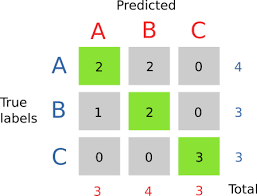 Predicted
A B C
A 2 2 0 4
True
labels
B 1 2 0 3
C 0 0 3 3
3 4 3 Total